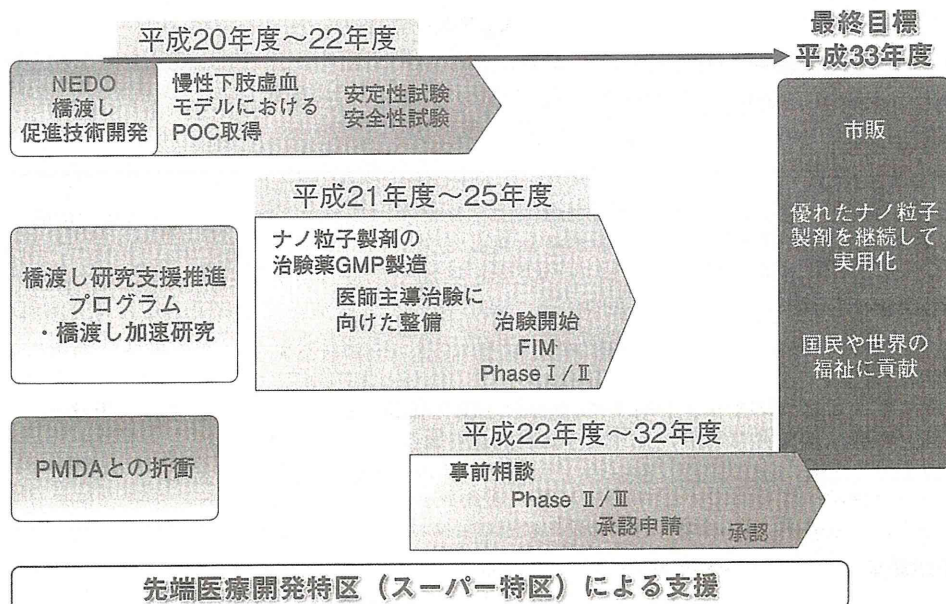 最終目標
平成33年度
平成20年度～22年度
NEDO
橋渡し
促進技術開発
慢性下肢虚血
モデルにおける
POC取得
安定性試験
安全性試験
市販
優れたナノ粒子
製剤を継続して
実用化
国民や世界の
福祉に貢献
平成21年度～25年度
橋渡し研究支援推進
プログラム
・橋渡し加速研究
ナノ粒子製剤の
治験薬GMP製造
医師主導治験に
向けた整備
治験開始
FIM
Phase Ⅰ/Ⅱ
平成22年度～32年度
PMDAとの折衝
事前相談
Phase Ⅱ/Ⅲ
承認申請
承認
先端医療開発特区（スーパー特区）による支援